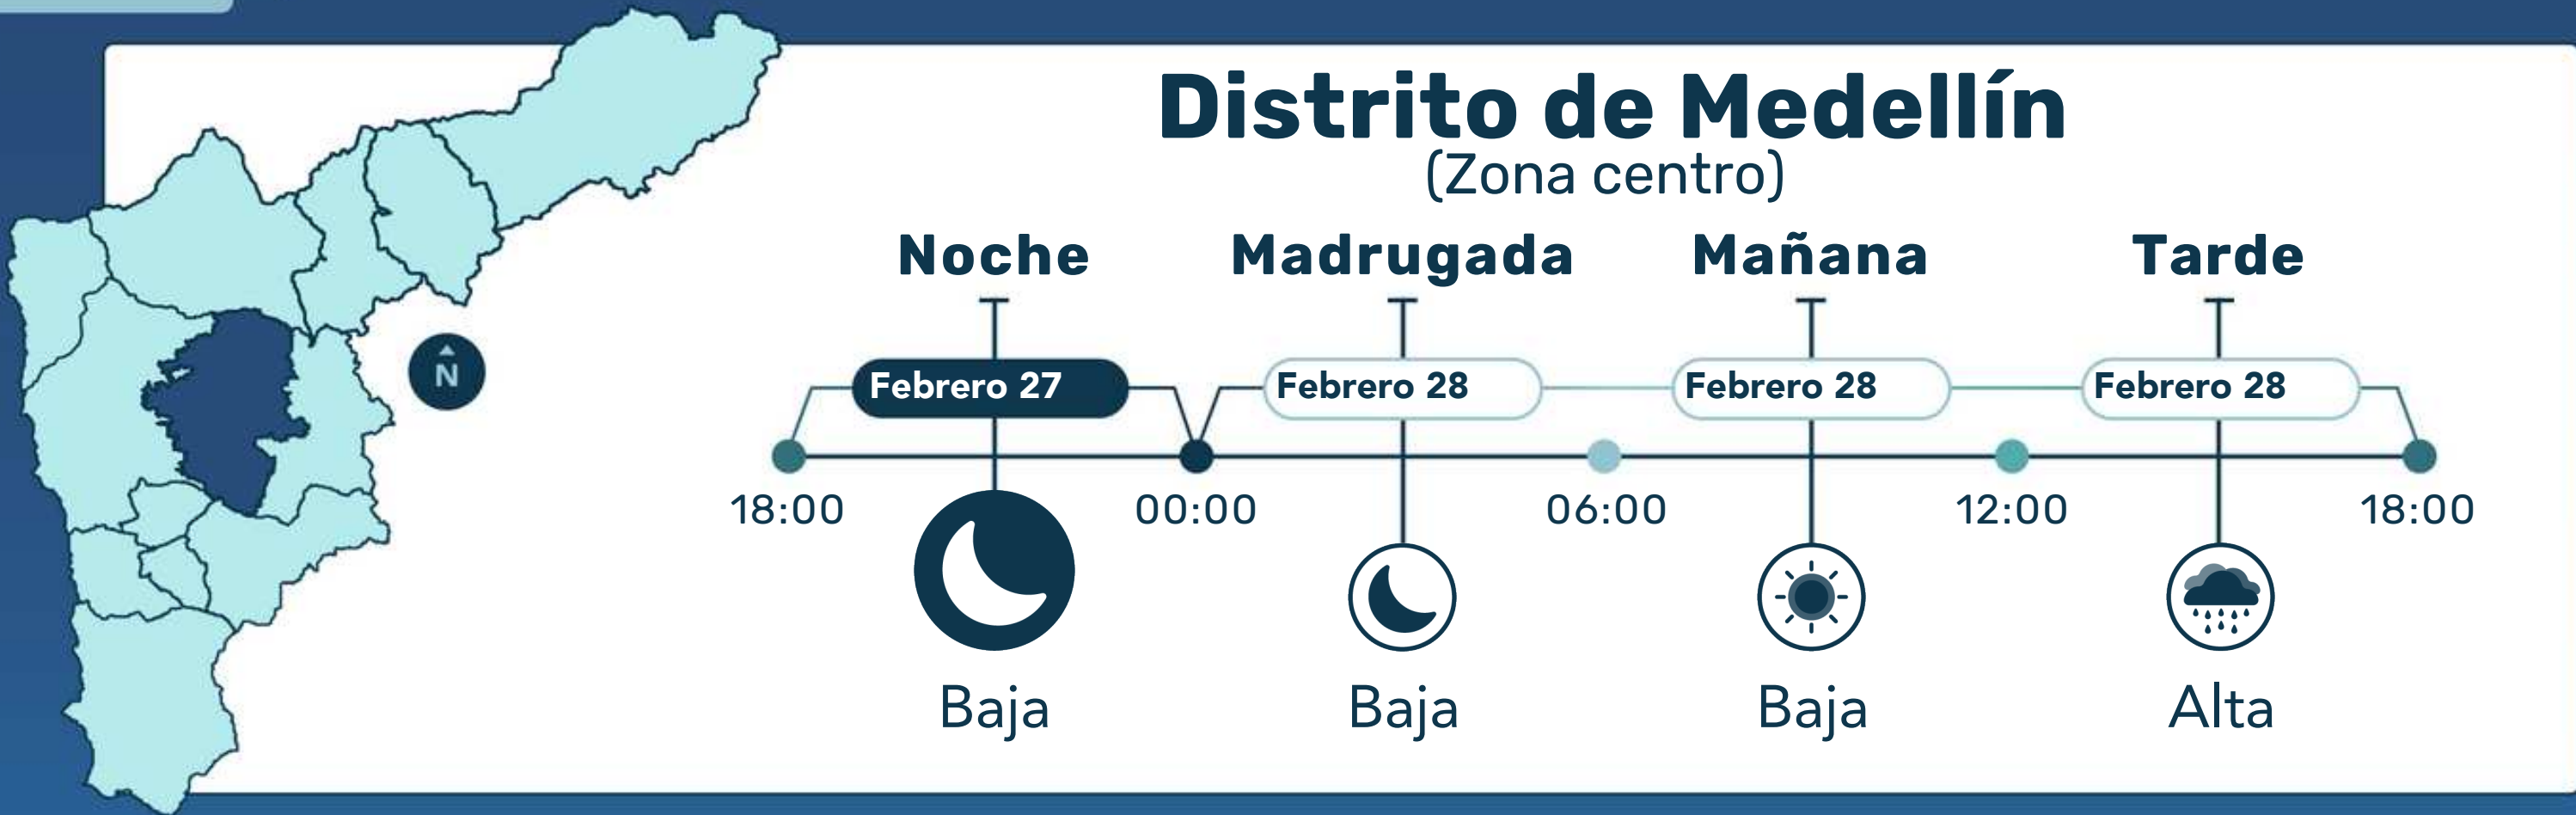 Distrito de Medellín
(Zona centro)
Noche Madrugada Mañana Tarde
Febrero 27 Febrero 28 Febrero 28 Febrero 28
N
18:00 00:00 06:00 12:00 18:00
Baja Baja Baja Alta